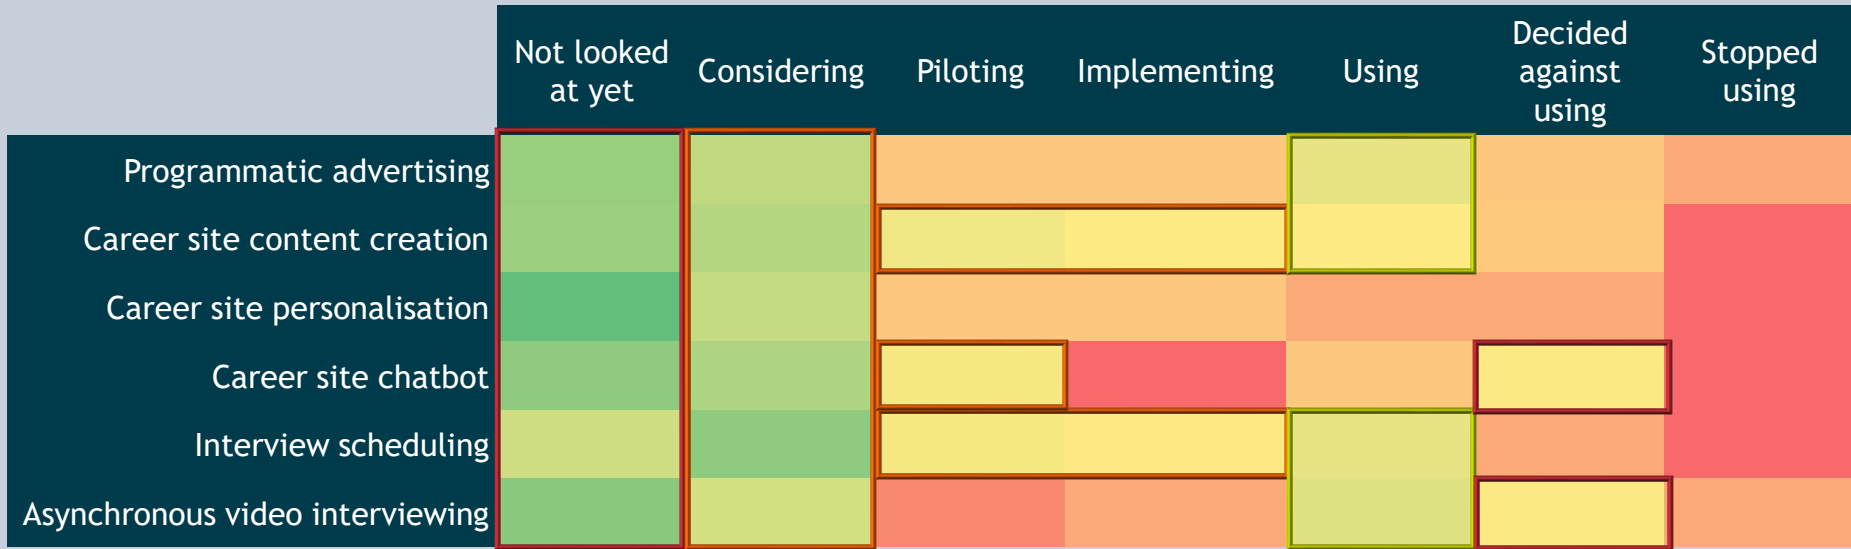 Not looked
at yet
Considering
Piloting
Implementing
Using
Decided
against
using
Stopped
using
Programmatic advertising
Career site content creation
Career site personalisation
Career site chatbot
Interview scheduling
Asynchronous video interviewing